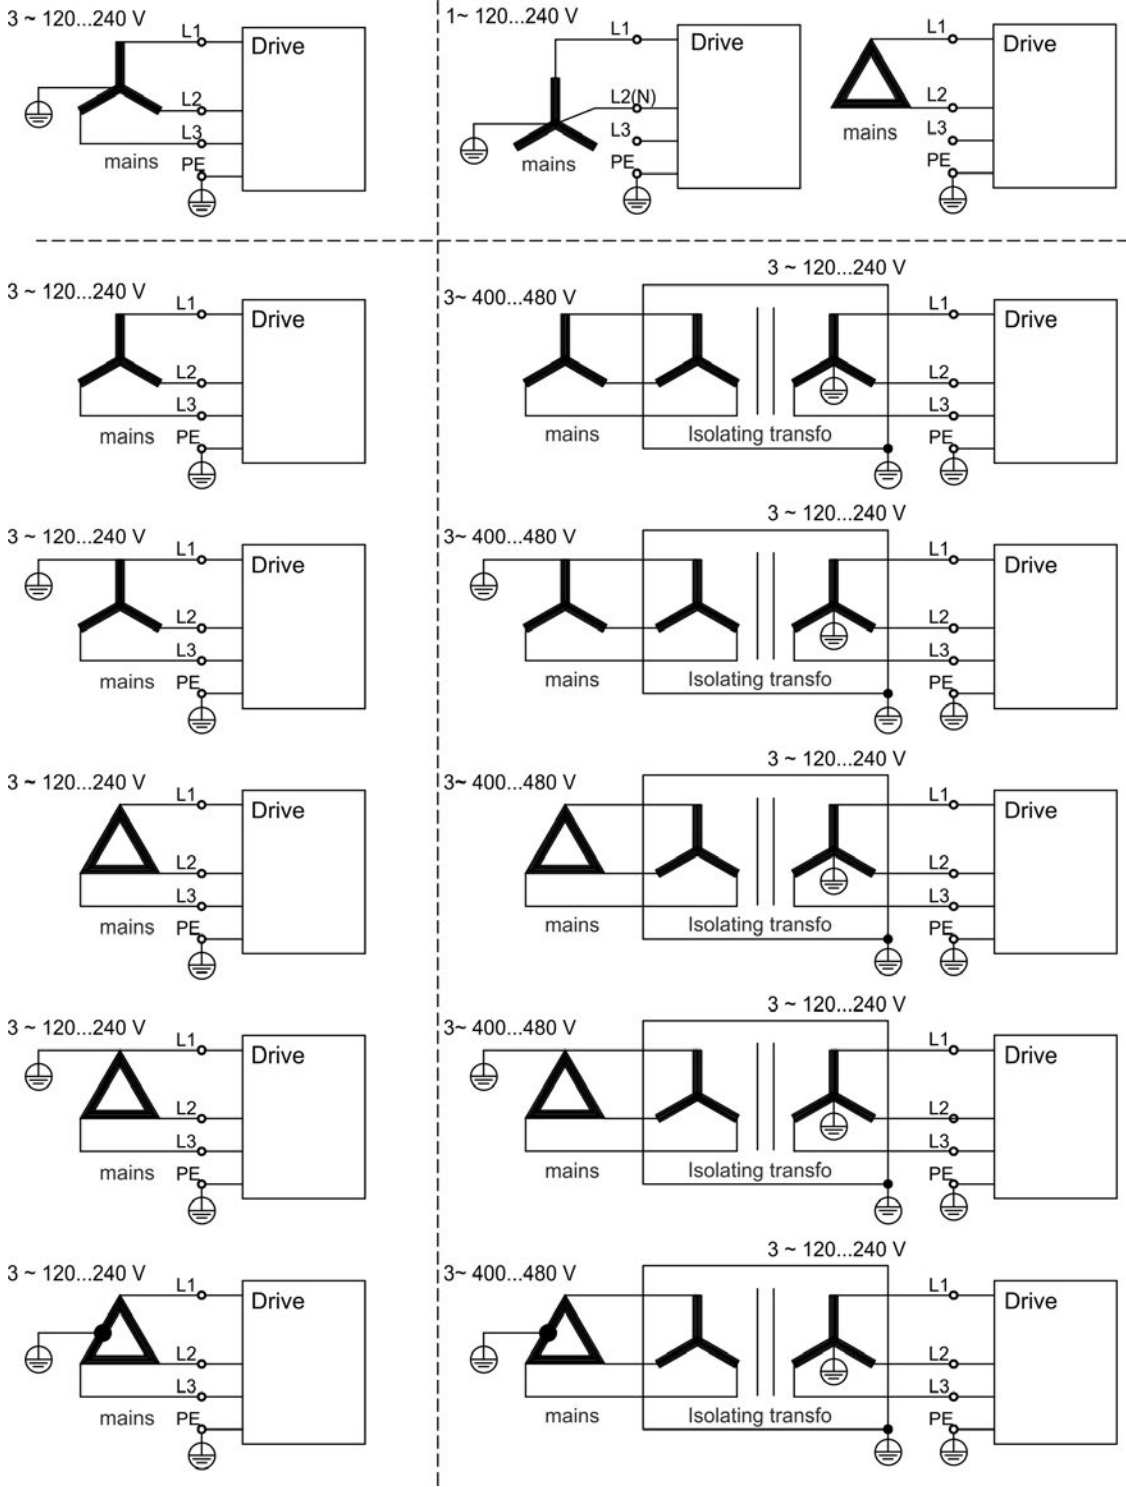 3 ~ 120...240 V
L1
Drive
L2
L3
mains
PE
1~ 120...240 V
L1
Drive
L2(N)
L3
mains
PE
L1
Drive
L2
mains
L3
PE
3 ~ 120...240 V
L1
Drive
L2
L3
mains
PE
3 ~ 120...240 V
3~ 400...480 V
L1
Drive
L2
L3
mains
Isolating transfo
PE
3 ~ 120...240 V
L1
Drive
L2
L3
mains
PE
3 ~ 120...240 V
3~ 400...480 V
L1
Drive
L2
L3
mains
Isolating transfo
PE
3 ~ 120...240 V
L1
Drive
L2
L3
mains
PE
3 ~ 120...240 V
3~ 400...480 V
L1
Drive
L2
L3
mains
Isolating transfo
PE
3 ~ 120...240 V
L1
Drive
L2
L3
mains
PE
3 ~ 120...240 V
3~ 400...480 V
L1
Drive
L2
L3
mains
Isolating transfo
PE
3 ~ 120...240 V
L1
Drive
L2
L3
mains
PE
3 ~ 120...240 V
3~ 400...480 V
L1
Drive
L2
L3
mains
Isolating transfo
PE